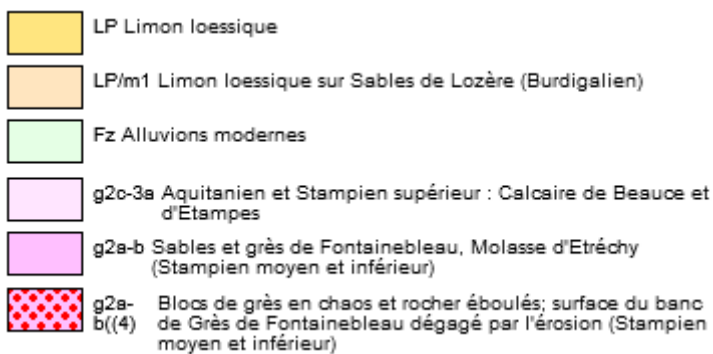 LP Limon loessique
LP/m1 Limon loessique sur Sables de Lozère (Burdigalien)
Fz Alluvions modernes
g2c-3a Aquitanien et Stampien supérieur : Calcaire de Beauce et
d'Etampes
g2a-b Sables et grès de Fontainebleau, Molasse d'Etréchy
(Stampien moyen et inférieur)
g2a- Blocs de grès en chaos et rocher éboulés; surface du banc
b((4) de Grès de Fontainebleau dégagé par l'érosion (Stampien
moyen et inférieur)